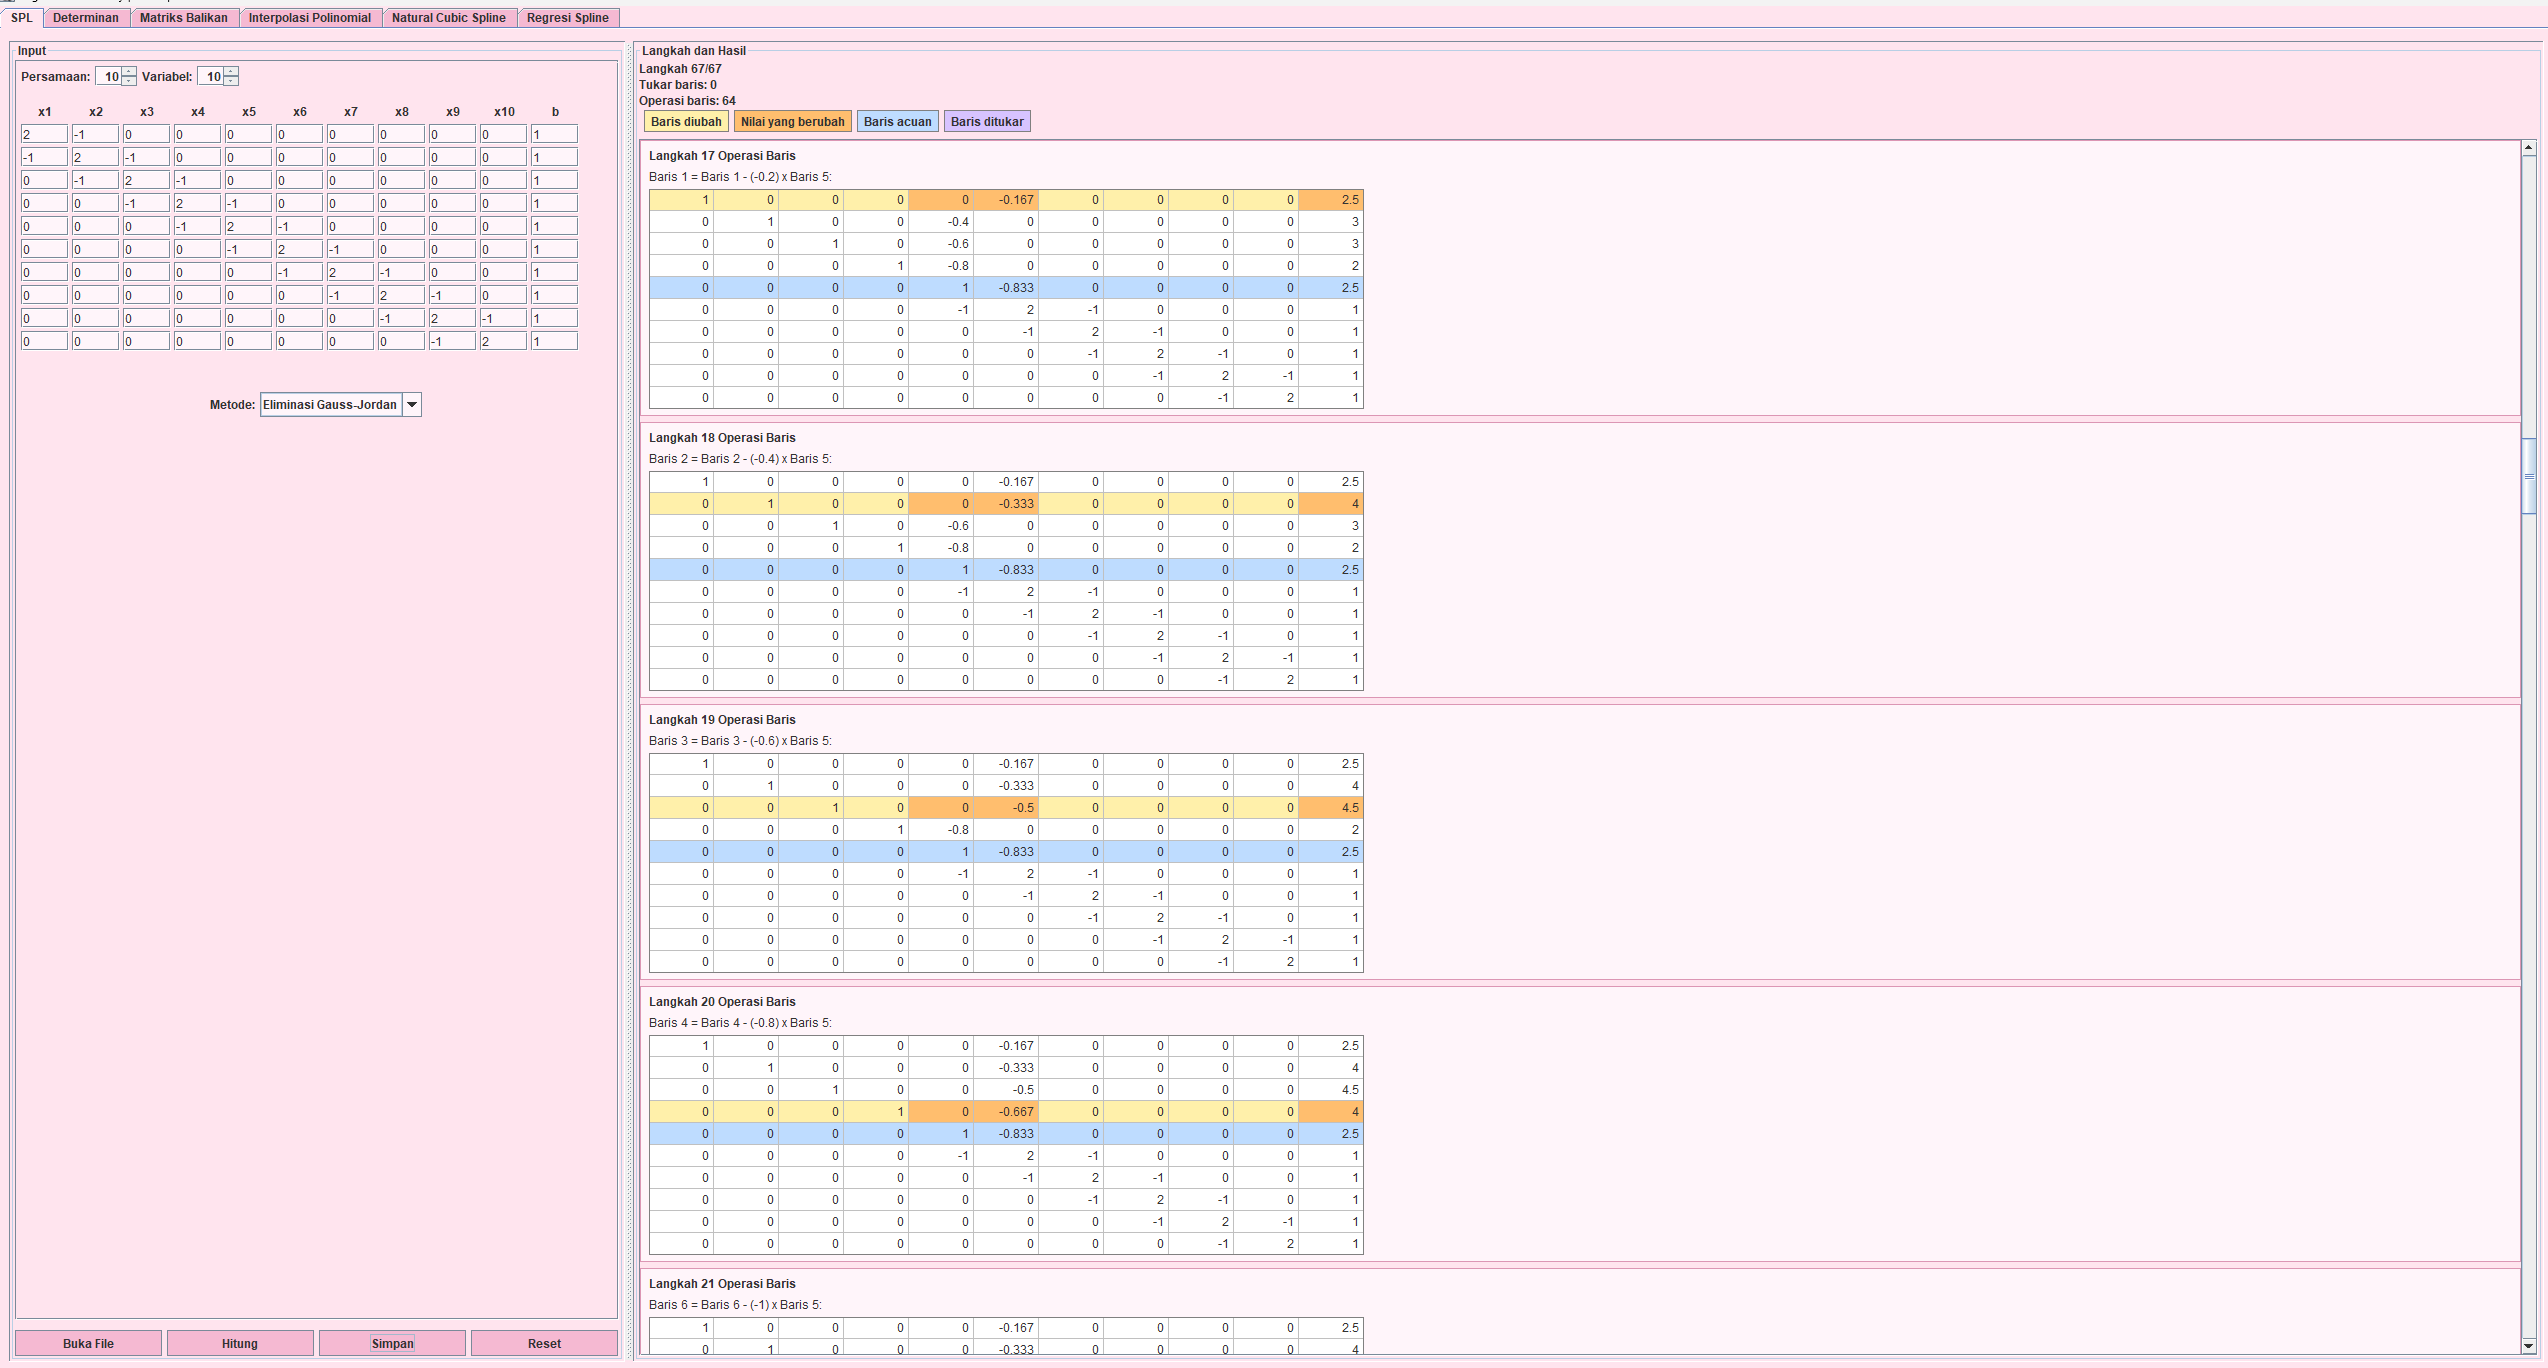 SPL Determinan Matriks Balikan Interpolasi Polinomial Natural Cubic Spline Regresi Spline
Input
Persamaan: 10 Variabel: 10
x1 x2 x3 x4 x5 x6 x7 x8 x9 x10 b
2 -1 0 0 0 0 0 0 0 0 1
-1 2 -1 0 0 0 0 0 0 0 1
0 -1 2 -1 0 0 0 0 0 0 1
0 0 -1 2 -1 0 0 0 0 0 1
0 0 0 -1 2 -1 0 0 0 0 1
0 0 0 0 -1 2 -1 0 0 0 1
0 0 0 0 0 -1 2 -1 0 0 1
0 0 0 0 0 0 -1 2 -1 0 1
0 0 0 0 0 0 0 -1 2 -1 1
0 0 0 0 0 0 0 0 -1 2 1
Metode: Eliminasi Gauss-Jordan
Buka File Hitung Simpan Reset
Langkah dan Hasil
Langkah 67/67
Tukar baris: 0
Operasi baris: 64
Baris diubah Nilai yang berubah Baris acuan Baris ditukar
Langkah 17 Operasi Baris
Baris 1 = Baris 1 - (-0.2) x Baris 5:
1 0 0 0 0 -0.167 0 0 0 0 2.5
0 1 0 0 -0.4 0 0 0 0 0 3
0 0 1 0 -0.6 0 0 0 0 0 3
0 0 0 1 -0.8 0 0 0 0 0 2
0 0 0 0 1 -0.833 0 0 0 0 2.5
0 0 0 0 -1 2 -1 0 0 0 1
0 0 0 0 0 -1 2 -1 0 0 1
0 0 0 0 0 0 -1 2 -1 0 1
0 0 0 0 0 0 0 -1 2 -1 1
0 0 0 0 0 0 0 0 -1 2 1
Langkah 18 Operasi Baris
Baris 2 = Baris 2 - (-0.4) x Baris 5:
1 0 0 0 0 -0.167 0 0 0 0 2.5
0 1 0 0 0 -0.333 0 0 0 0 4
0 0 1 0 -0.6 0 0 0 0 0 3
0 0 0 1 -0.8 0 0 0 0 0 2
0 0 0 0 1 -0.833 0 0 0 0 2.5
0 0 0 0 -1 2 -1 0 0 0 1
0 0 0 0 0 -1 2 -1 0 0 1
0 0 0 0 0 0 -1 2 -1 0 1
0 0 0 0 0 0 0 -1 2 -1 1
0 0 0 0 0 0 0 0 -1 2 1
Langkah 19 Operasi Baris
Baris 3 = Baris 3 - (-0.6) x Baris 5:
1 0 0 0 0 -0.167 0 0 0 0 2.5
0 1 0 0 0 -0.333 0 0 0 0 4
0 0 1 0 0 -0.5 0 0 0 0 4.5
0 0 0 1 -0.8 0 0 0 0 0 2
0 0 0 0 1 -0.833 0 0 0 0 2.5
0 0 0 0 -1 2 -1 0 0 0 1
0 0 0 0 0 -1 2 -1 0 0 1
0 0 0 0 0 0 -1 2 -1 0 1
0 0 0 0 0 0 0 -1 2 -1 1
0 0 0 0 0 0 0 0 -1 2 1
Langkah 20 Operasi Baris
Baris 4 = Baris 4 - (-0.8) x Baris 5:
1 0 0 0 0 -0.167 0 0 0 0 2.5
0 1 0 0 0 -0.333 0 0 0 0 4
0 0 1 0 0 -0.5 0 0 0 0 4.5
0 0 0 1 0 -0.667 0 0 0 0 4
0 0 0 0 1 -0.833 0 0 0 0 2.5
0 0 0 0 -1 2 -1 0 0 0 1
0 0 0 0 0 -1 2 -1 0 0 1
0 0 0 0 0 0 -1 2 -1 0 1
0 0 0 0 0 0 0 -1 2 -1 1
0 0 0 0 0 0 0 0 -1 2 1
Langkah 21 Operasi Baris
Baris 6 = Baris 6 - (-1) x Baris 5:
1 0 0 0 0 -0.167 0 0 0 0 2.5
0 1 0 0 0 -0.333 0 0 0 0 4